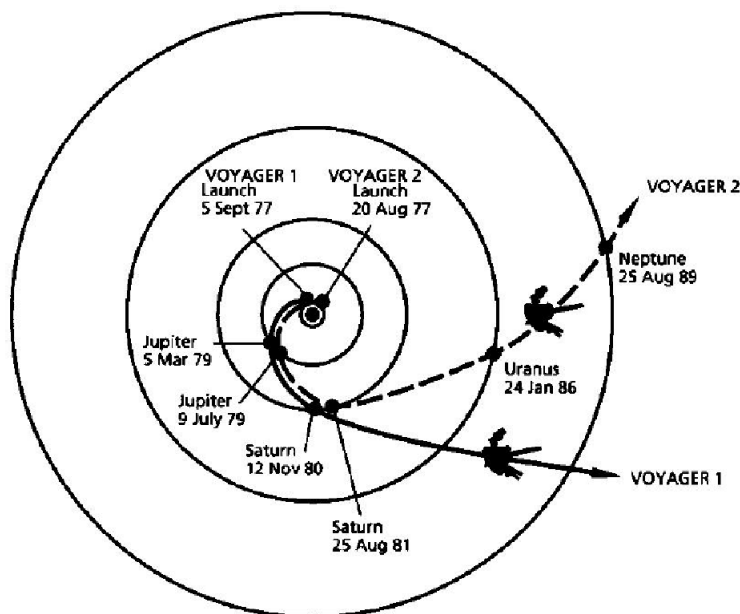 VOYAGER 1
Launch
5 Sept 77
VOYAGER 2
Launch
20 Aug 77
VOYAGER 2
Neptune
25 Aug 89
Jupiter
5 Mar 79
Uranus
24 Jan 86
Jupiter
9 July 79
Saturn
12 Nov 80
VOYAGER 1
Saturn
25 Aug 81